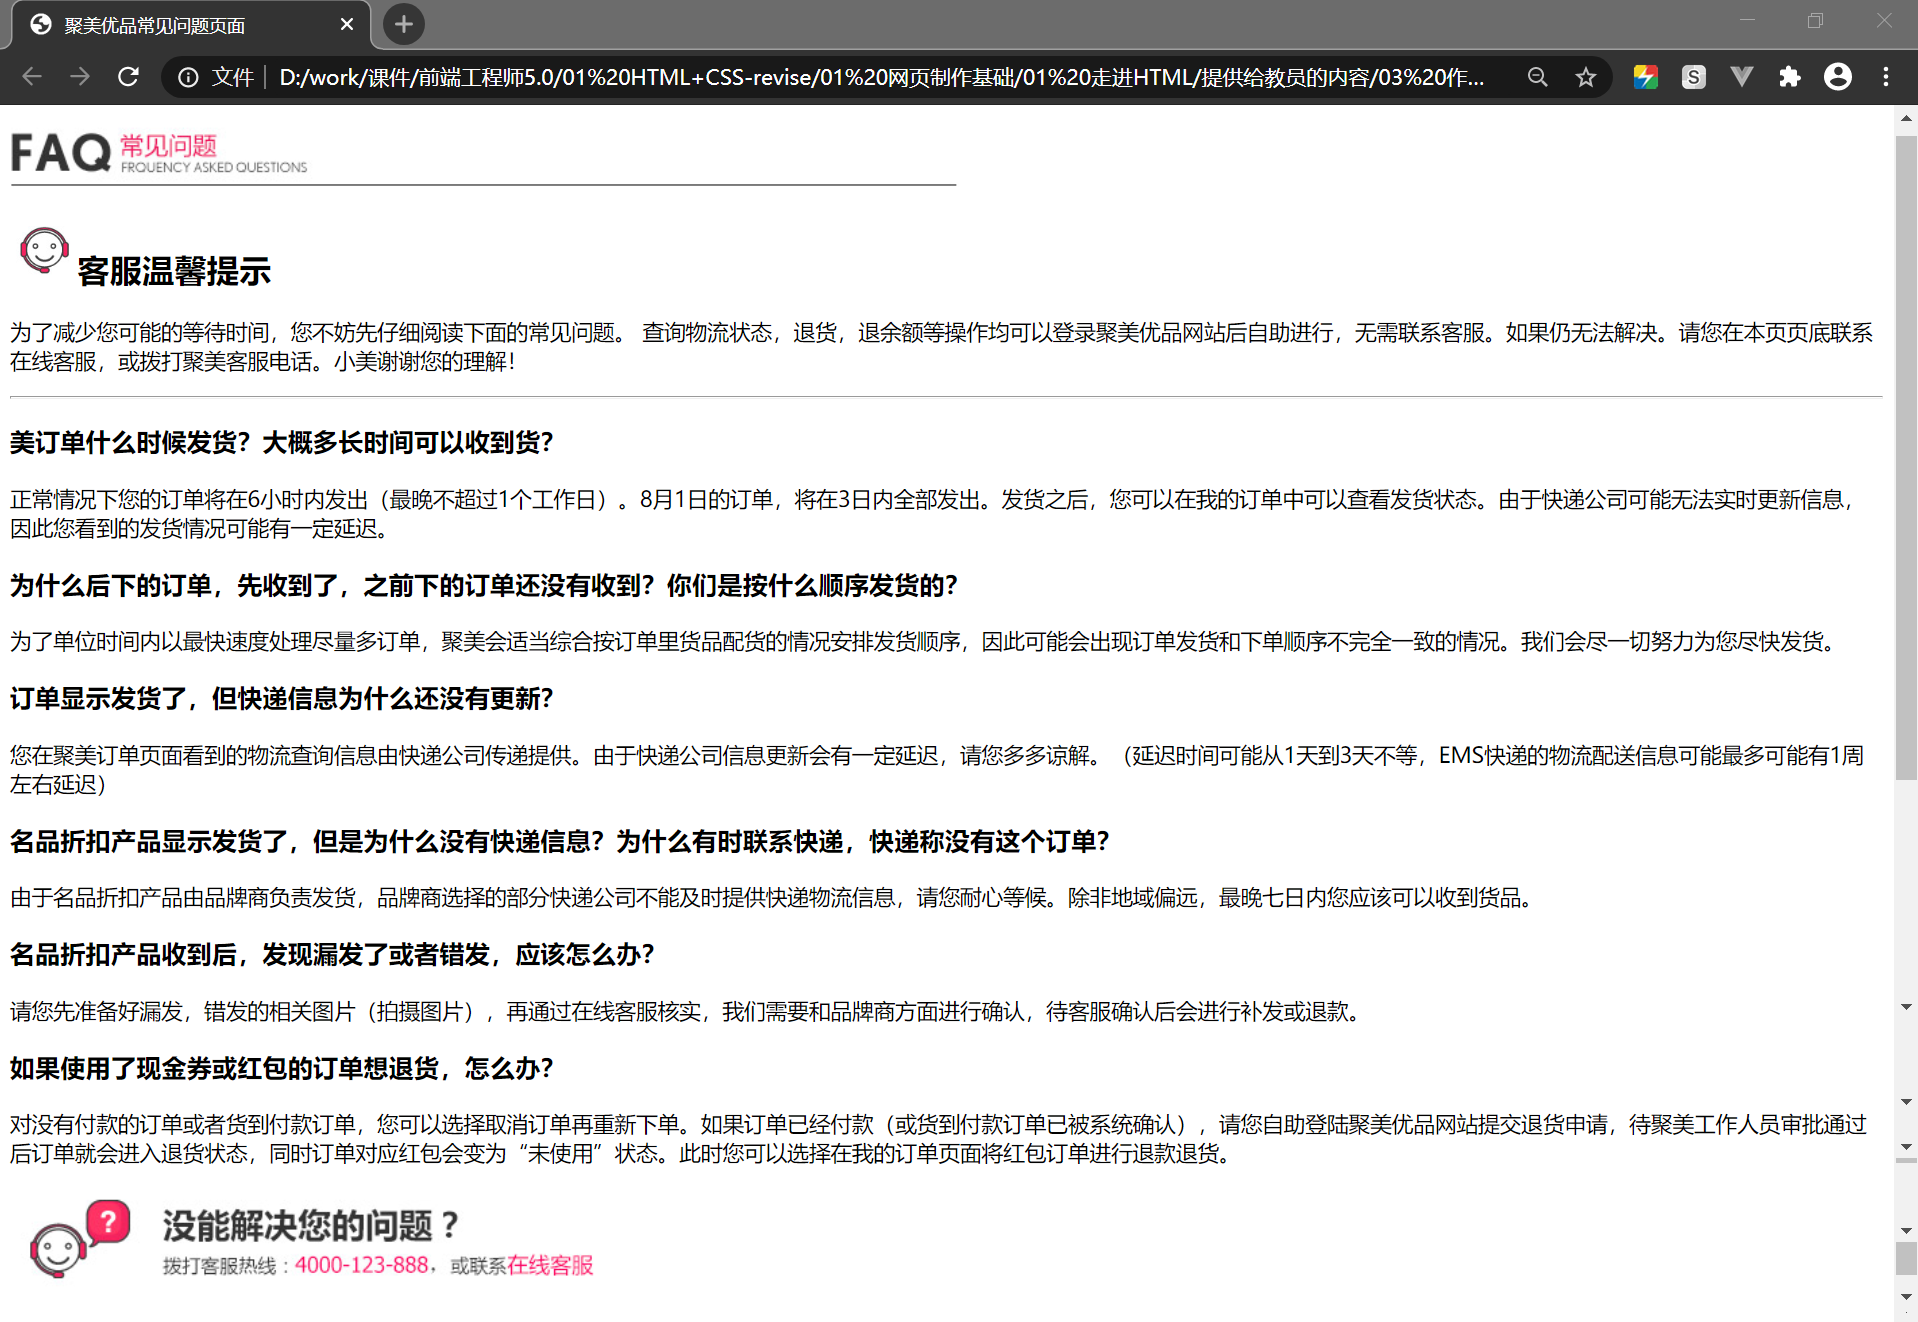 聚美优品常见问题页面
文件 D:/work/课件/前端工程师5.0/01%20HTML+CSS-revise/01%20网页制作基础/01%20走进HTML/提供给教员的内容/03%20作...
FAQ 常见问题
FRQUENCY ASKED QUESTIONS
客服温馨提示
为了减少您可能的等待时间，您不妨先仔细阅读下面的常见问题。 查询物流状态，退货，退余额等操作均可以登录聚美优品网站后自助进行，无需联系客服。如果仍无法解决。请您在本页页底联系
在线客服，或拨打聚美客服电话。小美谢谢您的理解！
美订单什么时候发货？大概多长时间可以收到货？
正常情况下您的订单将在6小时内发出（最晚不超过1个工作日）。8月1日的订单，将在3日内全部发出。发货之后，您可以在我的订单中可以查看发货状态。由于快递公司可能无法实时更新信息，
因此您看到的发货情况可能有一定延迟。
为什么后下的订单，先收到了，之前下的订单还没有收到？你们是按什么顺序发货的？
为了单位时间内以最快速度处理尽量多订单，聚美会适当综合按订单里货品配货的情况安排发货顺序，因此可能会出现订单发货和下单顺序不完全一致的情况。我们会尽一切努力为您尽快发货。
订单显示发货了，但快递信息为什么还没有更新？
您在聚美订单页面看到的物流查询信息由快递公司传递提供。由于快递公司信息更新会有一定延迟，请您多多谅解。（延迟时间可能从1天到3天不等，EMS快递的物流配送信息可能最多可能有1周
左右延迟）
名品折扣产品显示发货了，但是为什么没有快递信息？为什么有时联系快递，快递称没有这个订单？
由于名品折扣产品由品牌商负责发货，品牌商选择的部分快递公司不能及时提供快递物流信息，请您耐心等候。除非地域偏远，最晚七日内您应该可以收到货品。
名品折扣产品收到后，发现漏发了或者错发，应该怎么办？
请您先准备好漏发，错发的相关图片（拍摄图片），再通过在线客服核实，我们需要和品牌商方面进行确认，待客服确认后会进行补发或退款。
如果使用了现金券或红包的订单想退货，怎么办？
对没有付款的订单或者货到付款订单，您可以选择取消订单再重新下单。如果订单已经付款（或货到付款订单已被系统确认），请您自助登陆聚美优品网站提交退货申请，待聚美工作人员审批通过
后订单就会进入退货状态，同时订单对应红包会变为“未使用”状态。此时您可以选择在我的订单页面将红包订单进行退款退货。
没能解决您的问题？
拨打客服热线：4000-123-888，或联系在线客服